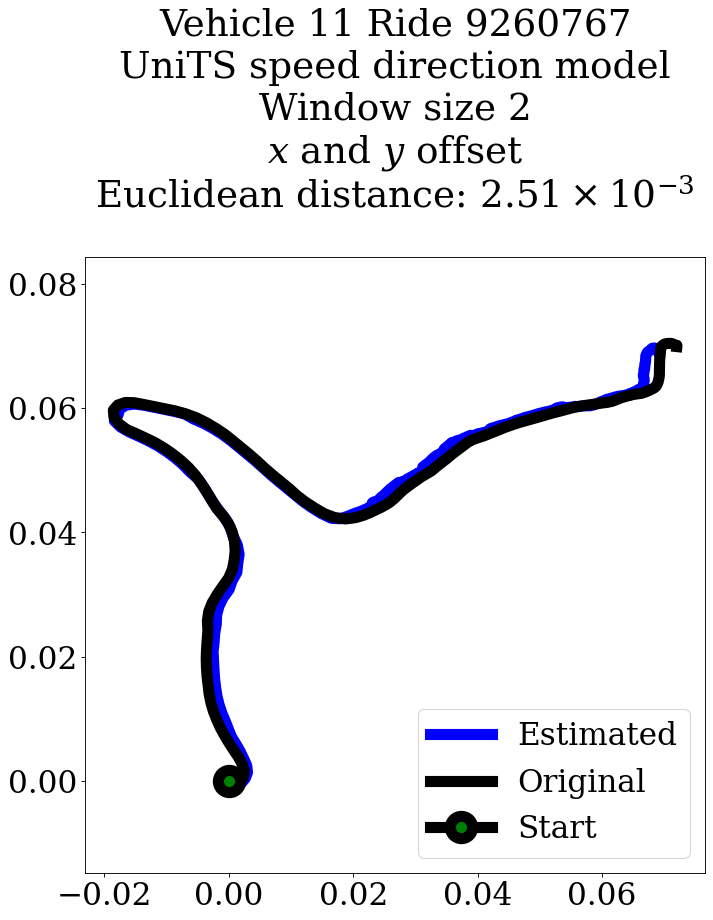 Vehicle 11 Ride 9260767
UniTS speed direction model
Window size 2
x and y offset
Euclidean distance: 2.51 × 10⁻³
0.08
0.06
0.04
0.02
0.00
Estimated
Original
Start
−0.02 0.00 0.02 0.04 0.06